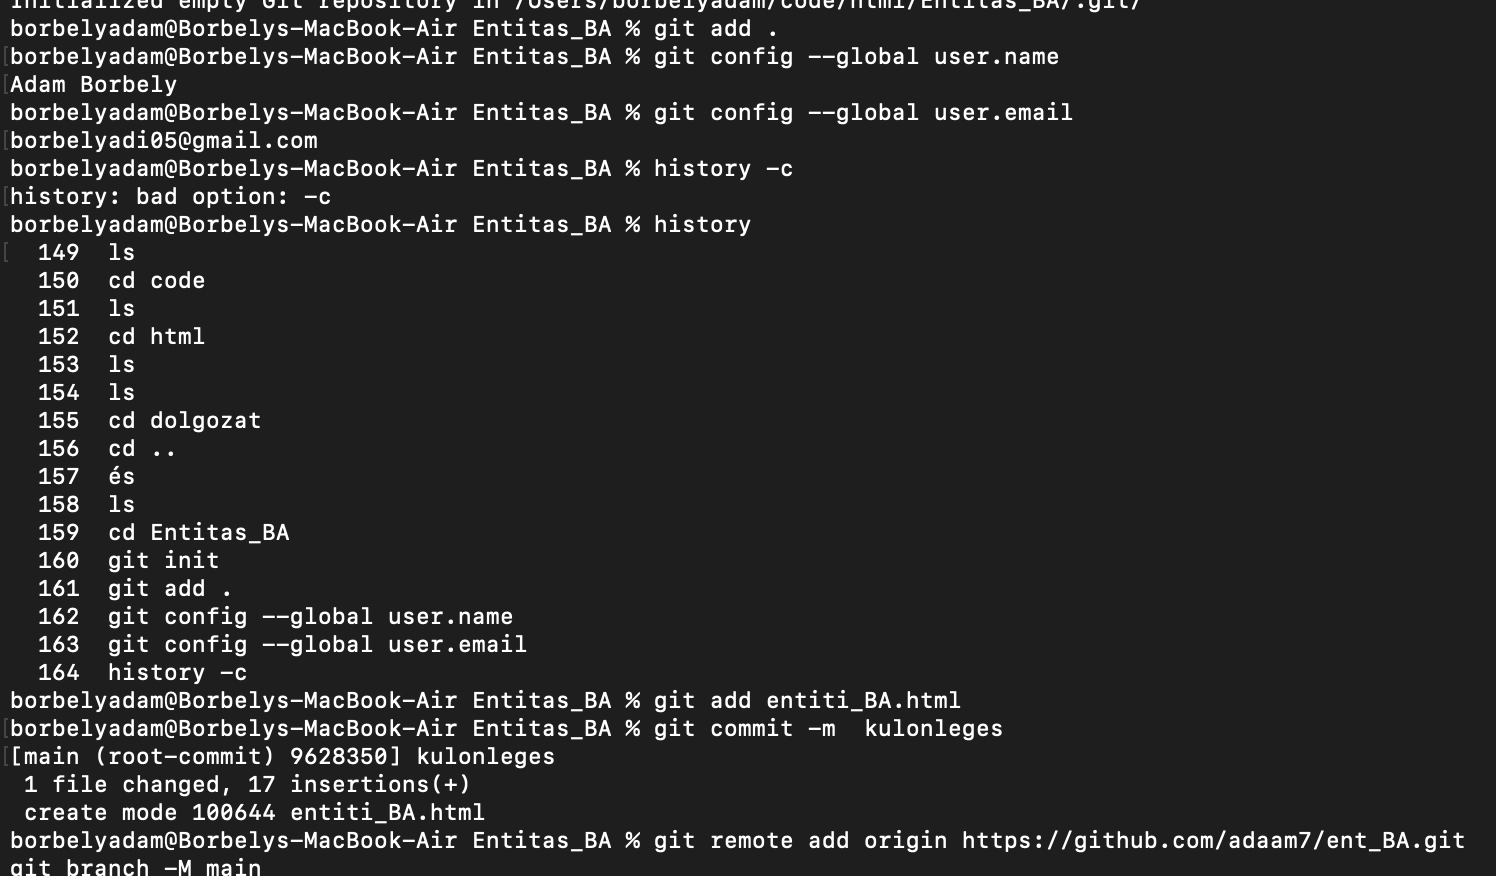 Initialized empty Git repository in /Users/borbelyadam/code/html/Entitas_BA/.git/
borbelyadam@Borbelys-MacBook-Air Entitas_BA % git add .
[borbelyadam@Borbelys-MacBook-Air Entitas_BA % git config --global user.name
[Adam Borbely
borbelyadam@Borbelys-MacBook-Air Entitas_BA % git config --global user.email
[borbelyadi05@gmail.com
borbelyadam@Borbelys-MacBook-Air Entitas_BA % history -c
[history: bad option: -c
borbelyadam@Borbelys-MacBook-Air Entitas_BA % history
[  149  ls
  150  cd code
  151  ls
  152  cd html
  153  ls
  154  ls
  155  cd dolgozat
  156  cd ..
  157  és
  158  ls
  159  cd Entitas_BA
  160  git init
  161  git add .
  162  git config --global user.name
  163  git config --global user.email
  164  history -c
borbelyadam@Borbelys-MacBook-Air Entitas_BA % git add entiti_BA.html
[borbelyadam@Borbelys-MacBook-Air Entitas_BA % git commit -m  kulonleges
[[main (root-commit) 9628350] kulonleges
 1 file changed, 17 insertions(+)
 create mode 100644 entiti_BA.html
borbelyadam@Borbelys-MacBook-Air Entitas_BA % git remote add origin https://github.com/adaam7/ent_BA.git
git branch -M main